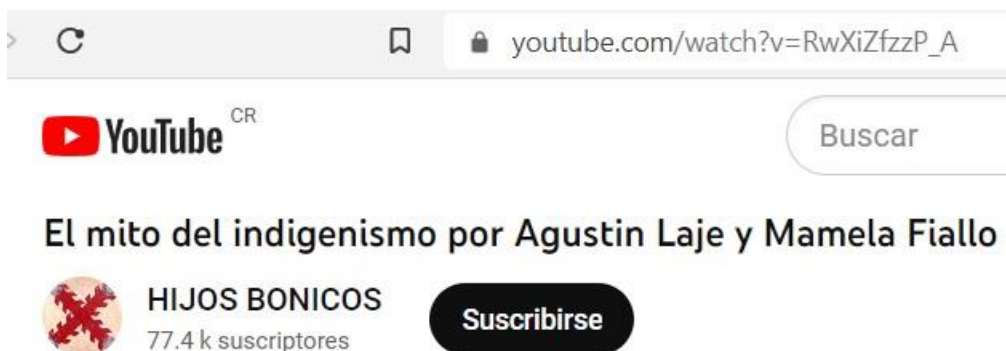 youtube.com/watch?v=RwXiZfzzP_A
YouTube CR
Buscar
El mito del indigenismo por Agustin Laje y Mamela Fiallo
HIJOS BONICOS
77.4 k suscriptores
Suscribirse